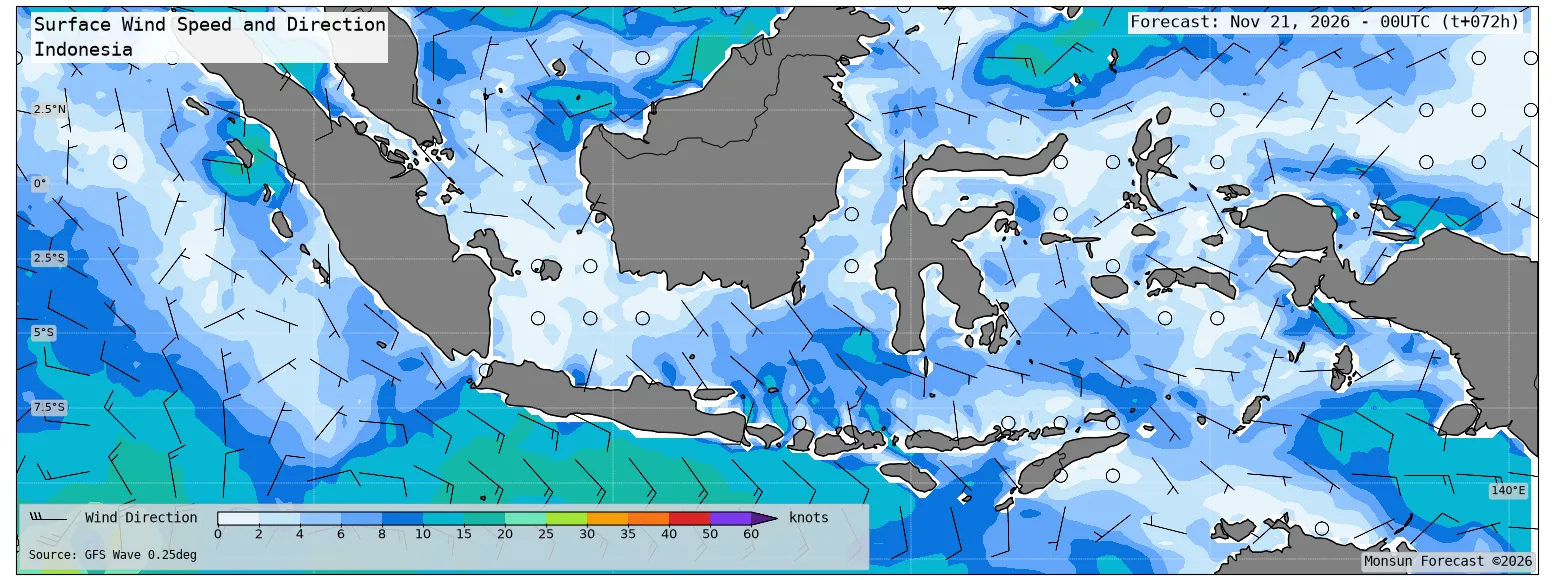 Surface Wind Speed and Direction
Indonesia
Forecast: Nov 21, 2026 - 00UTC (t+072h)
2.5°N
0°
2.5°S
5°S
7.5°S
140°E
Wind Direction
0 2 4 6 8 10 15 20 25 30 35 40 50 60
knots
Source: GFS Wave 0.25deg
Monsun Forecast ©2026